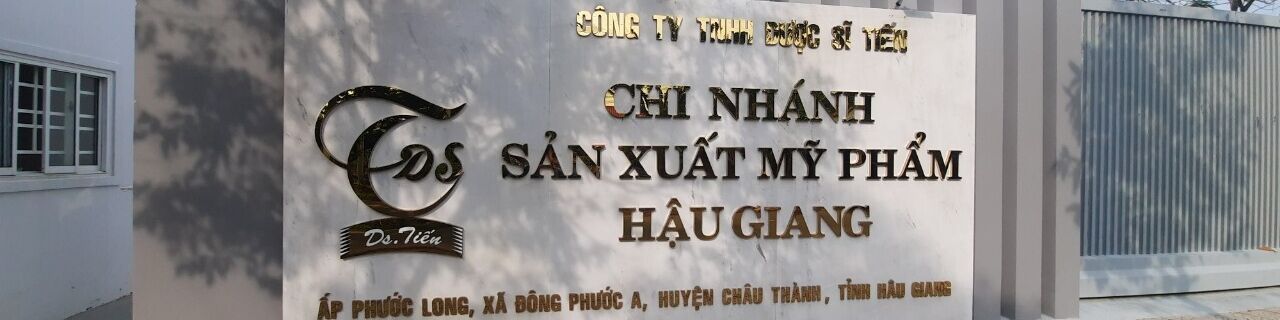 CÔNG TY TNHH DƯỢC SĨ TIẾN
CHI NHÁNH
SẢN XUẤT MỸ PHẨM
HẬU GIANG
TDS
Ds.Tiến
ẤP PHƯỚC LONG, XÃ ĐÔNG PHƯỚC A, HUYỆN CHÂU THÀNH, TỈNH HẬU GIANG